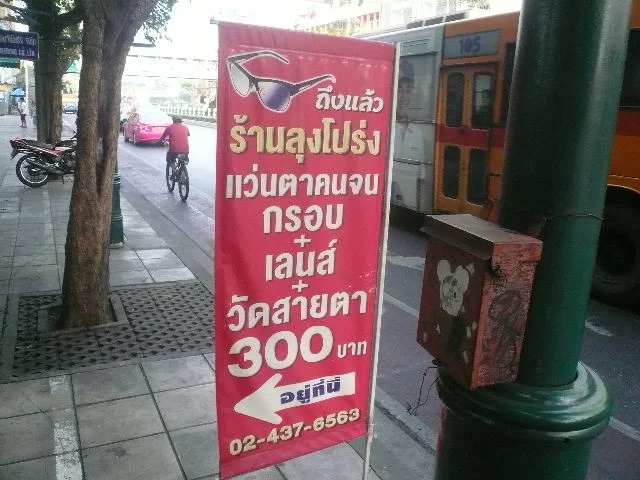 ถึงแล้ว
ร้านลุงโปร่ง
แว่นตาคนจน
กรอบ
+
เลนส์
+
วัดสายตา
300 บาท
อยู่ที่นี่
02-437-6563
105